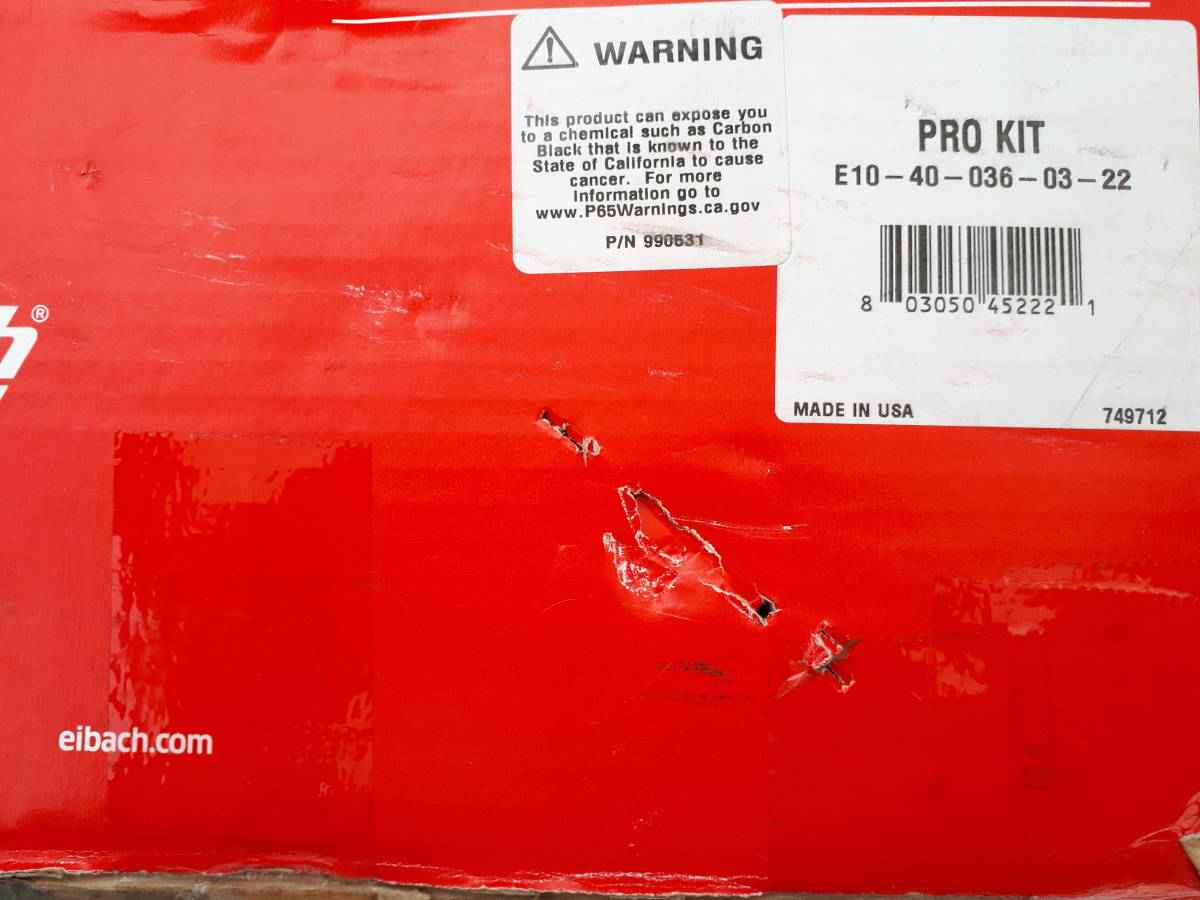 WARNING
This product can expose you
to a chemical such as Carbon
Black that is known to the
State of California to cause
cancer. For more
information go to
www.P65Warnings.ca.gov
P/N 990531
PRO KIT
E10-40-036-03-22
8 03050 45222 1
MADE IN USA 749712
h®
eibach.com